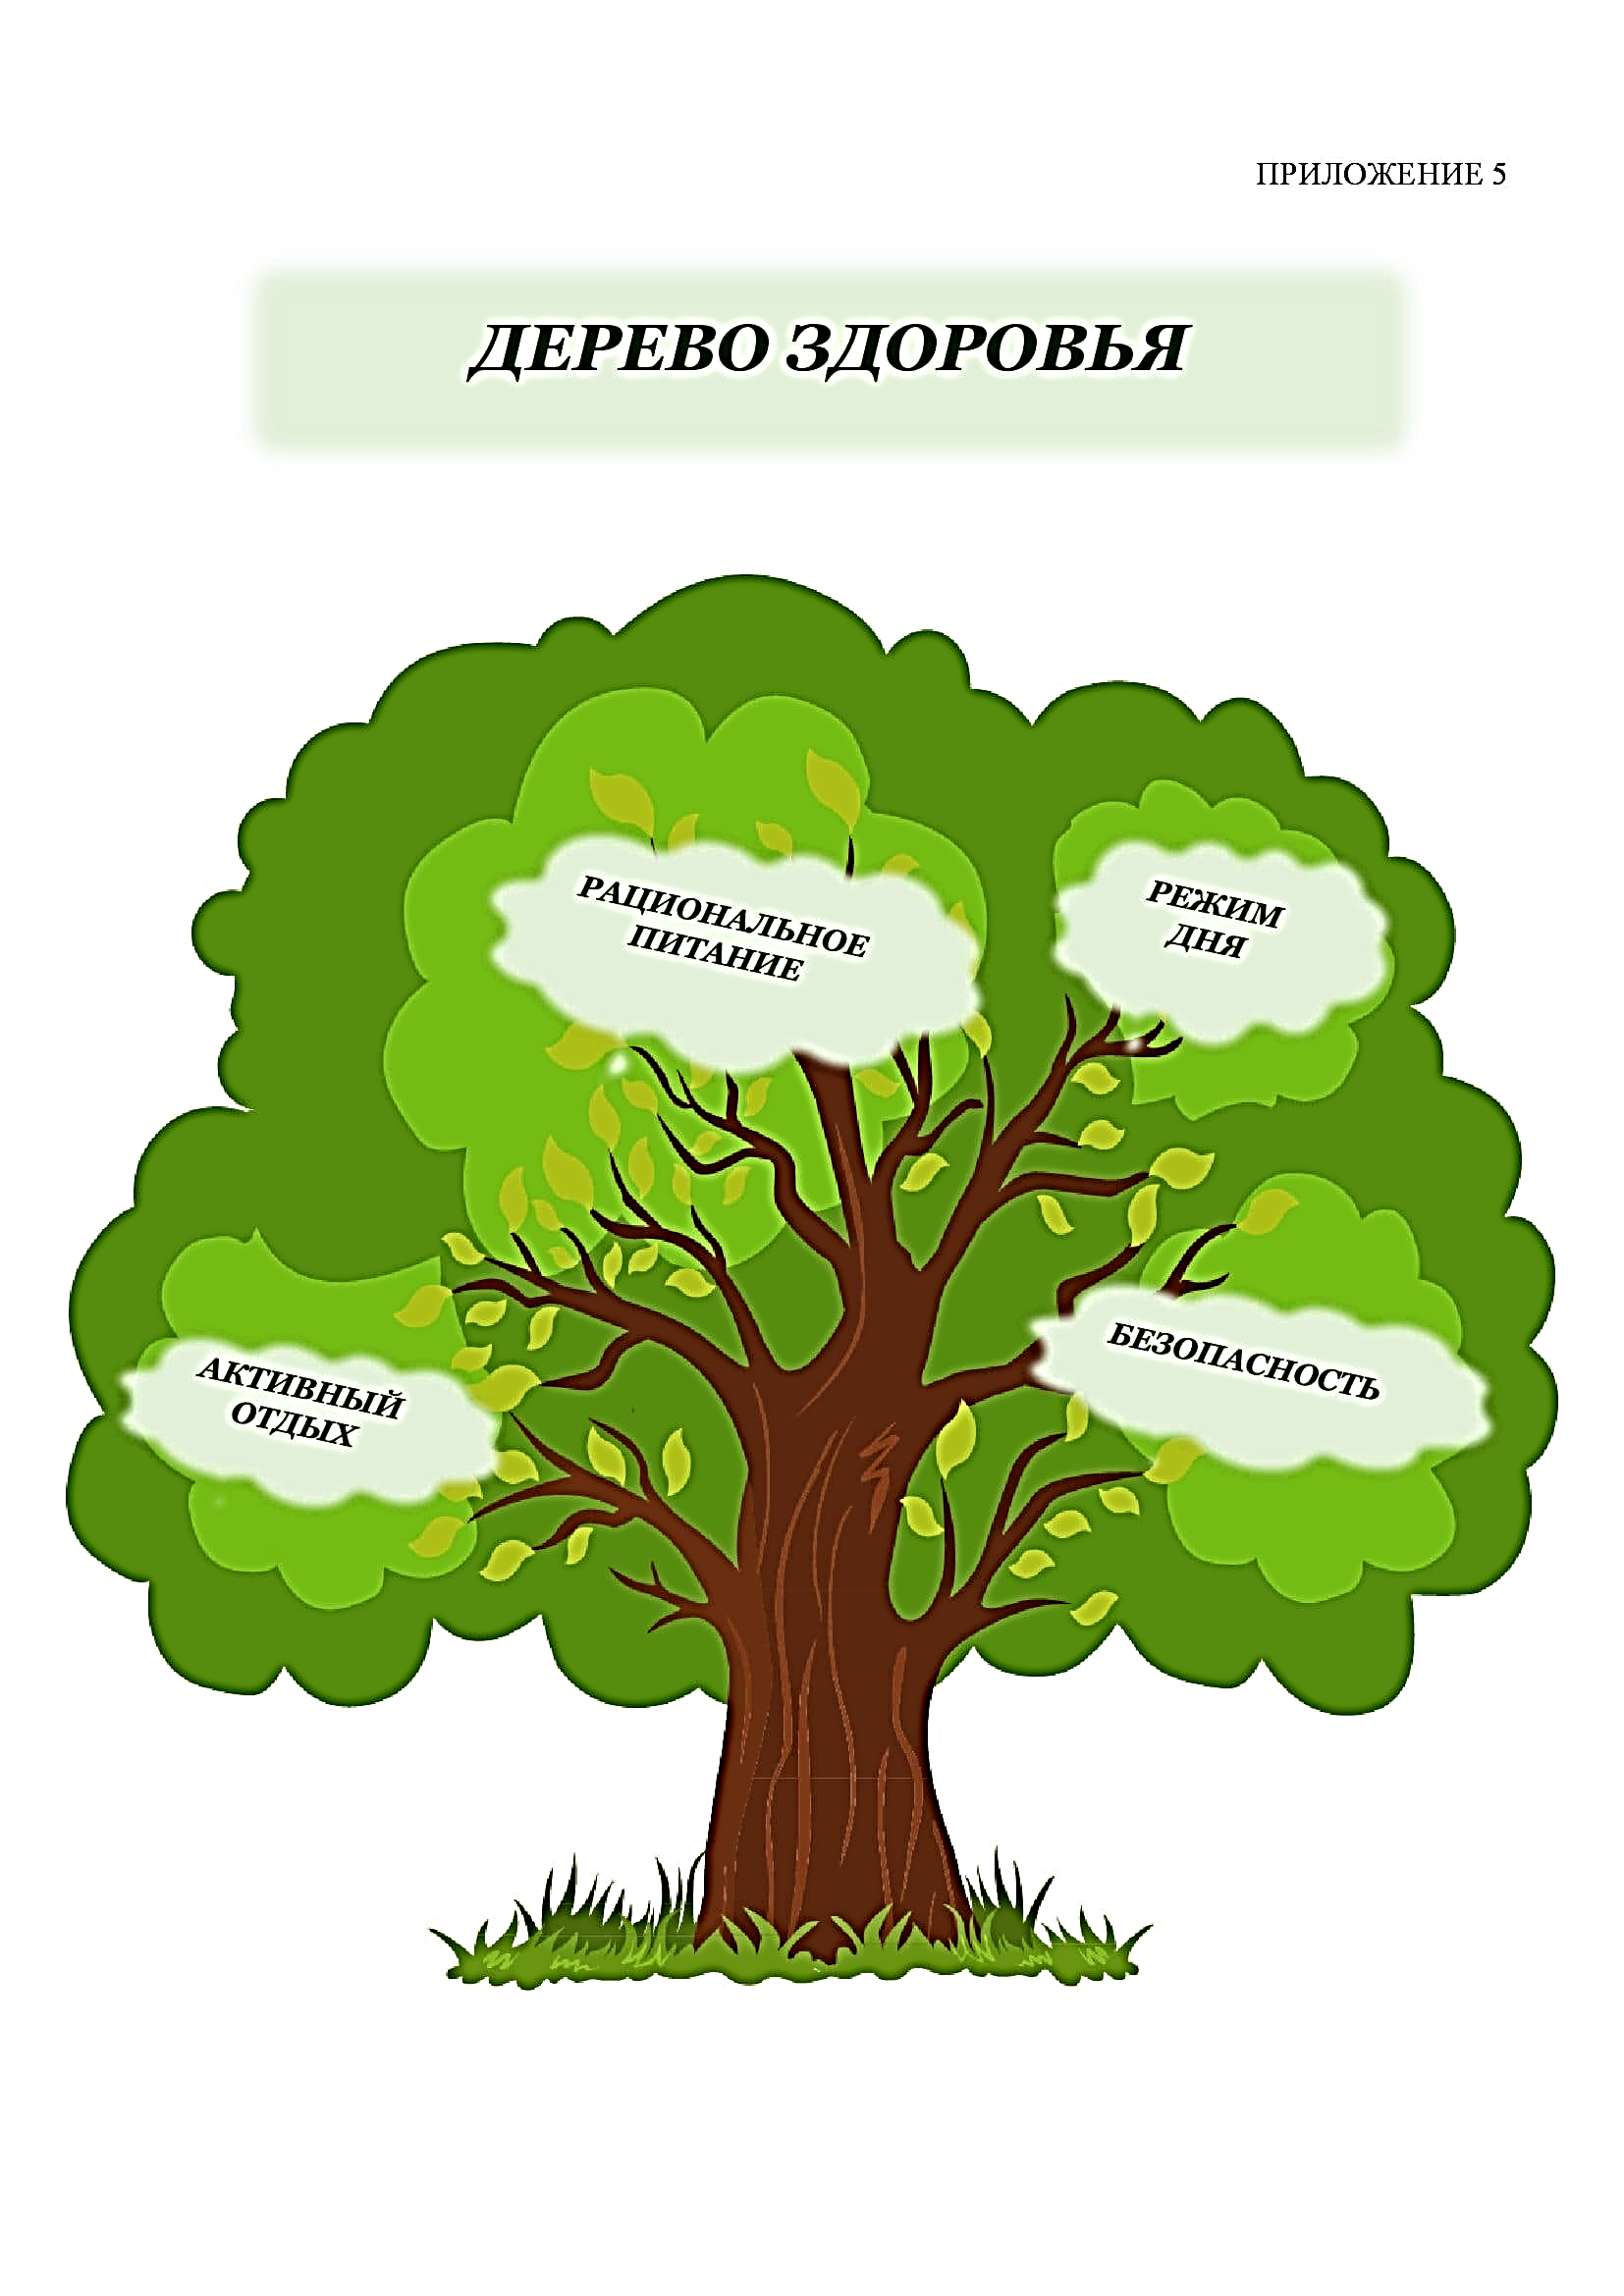 ПРИЛОЖЕНИЕ 5
ДЕРЕВО ЗДОРОВЬЯ
РАЦИОНАЛЬНОЕ
ПИТАНИЕ
РЕЖИМ
ДНЯ
БЕЗОПАСНОСТЬ
АКТИВНЫЙ
ОТДЫХ